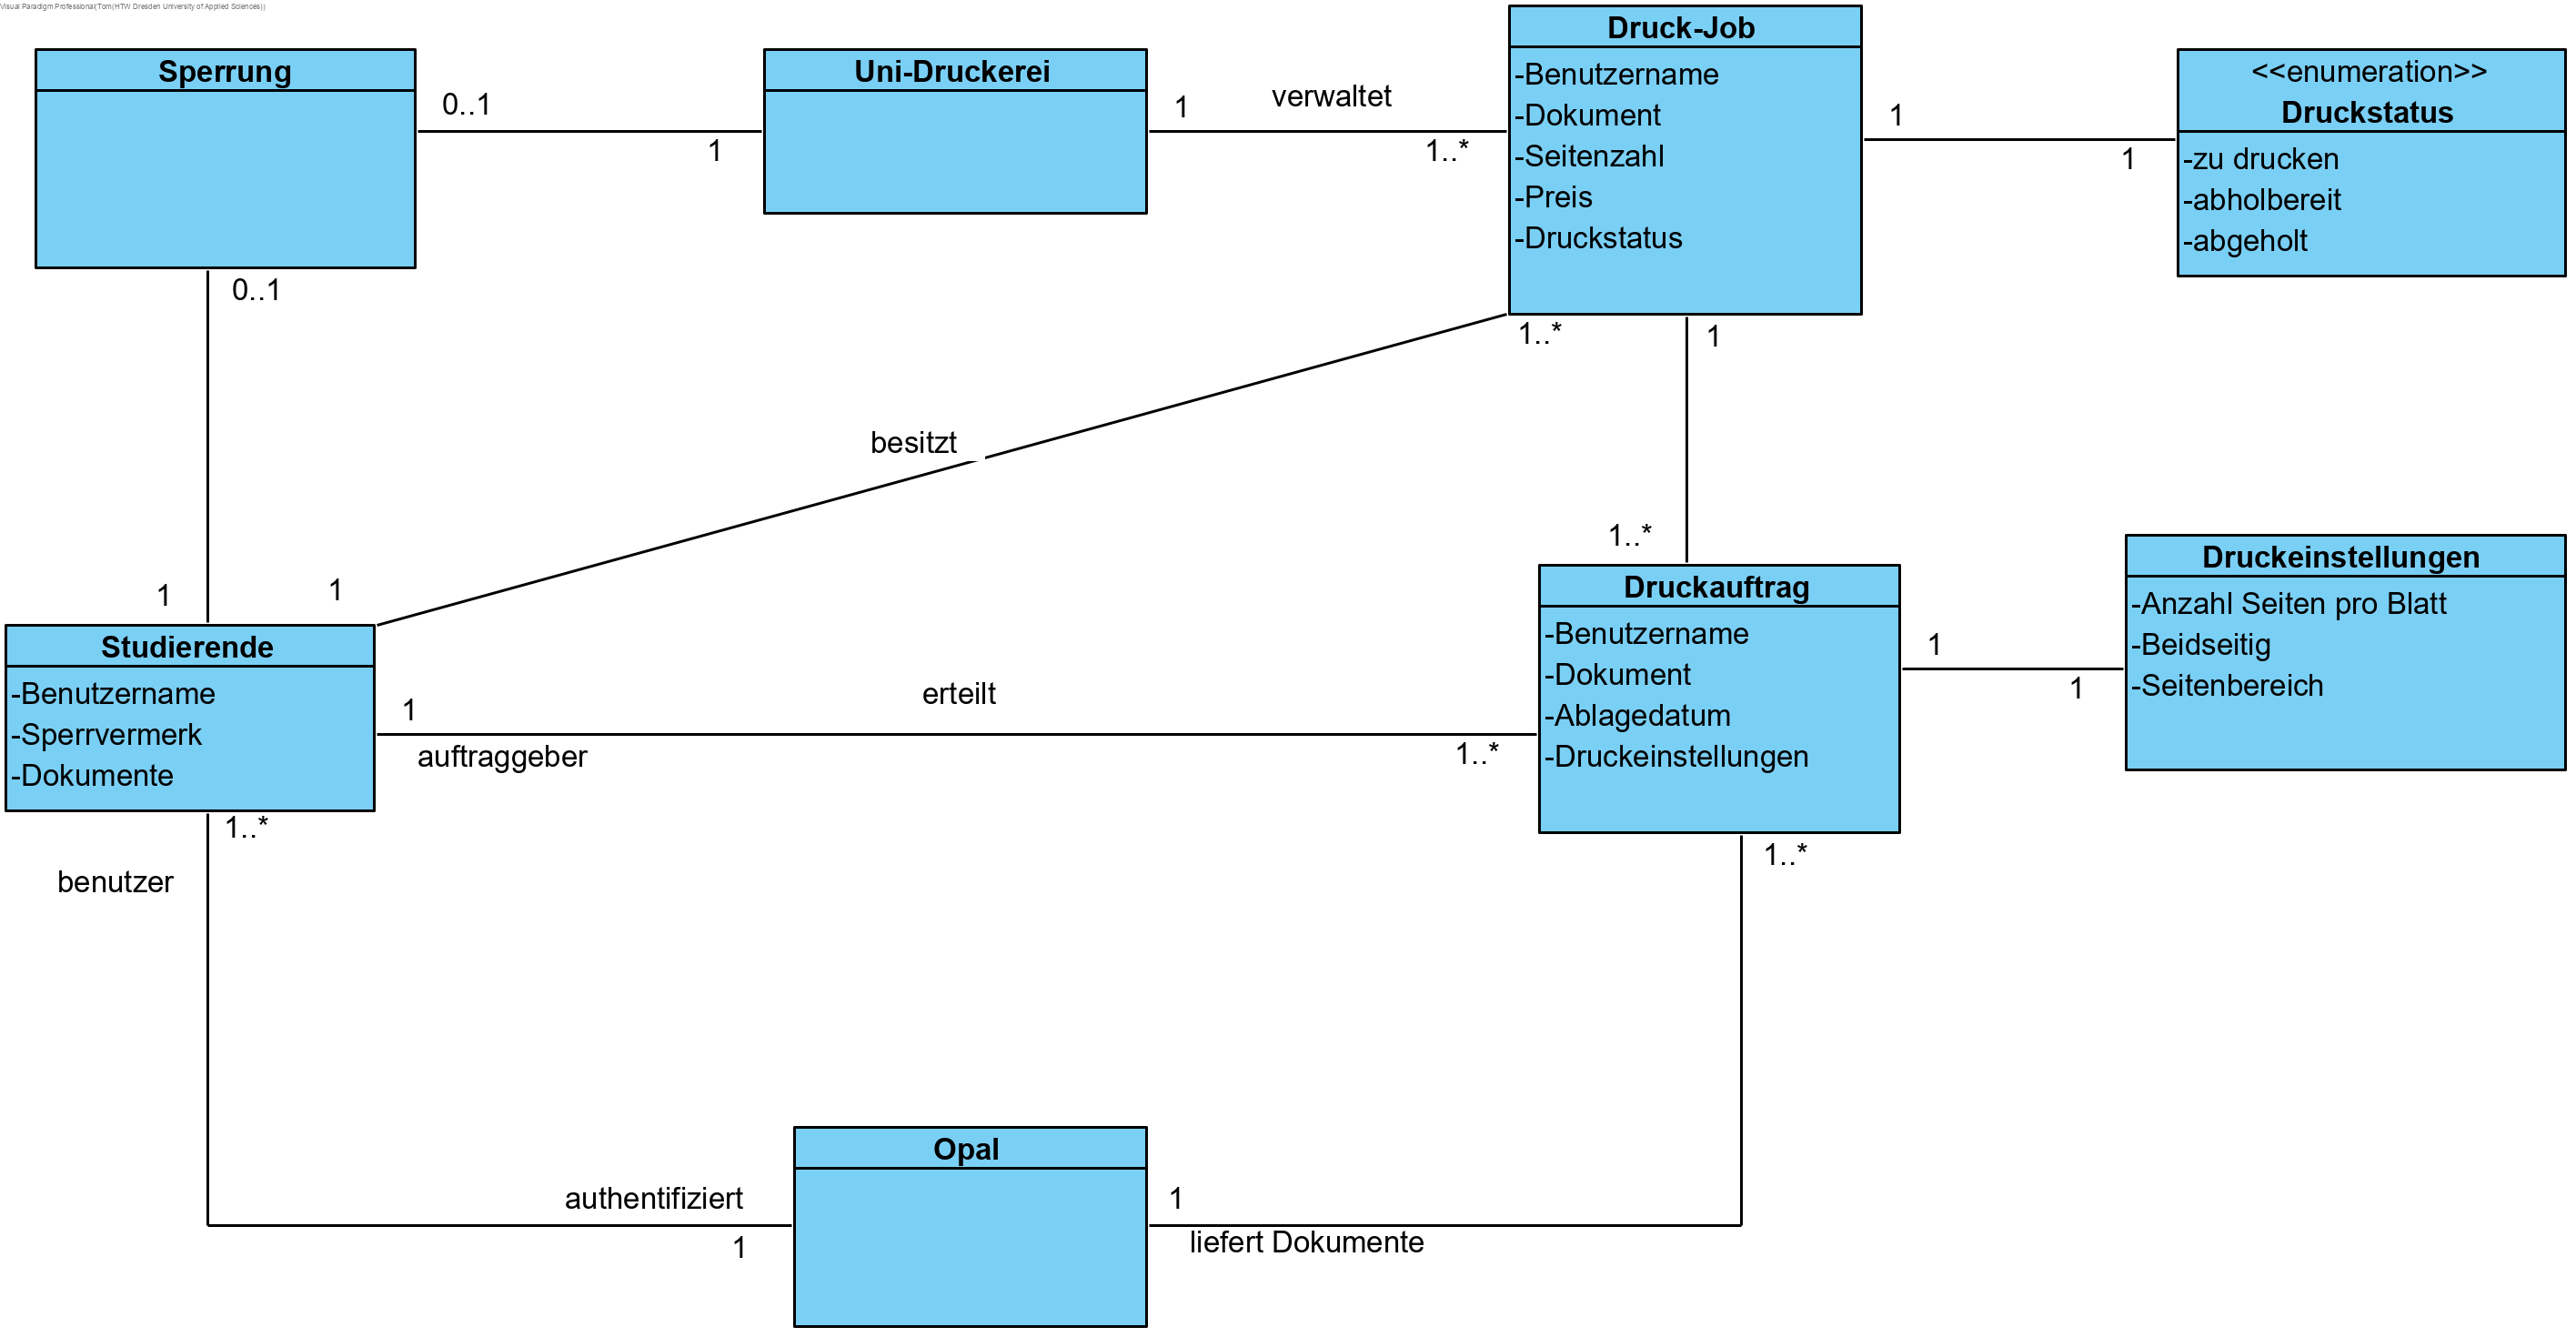 Visual Paradigm Professional(Tom(HTW Dresden University of Applied Sciences))
Sperrung
0..1
1
0..1
1
Uni-Druckerei
1
verwaltet
1..*
Druck-Job
-Benutzername
-Dokument
-Seitenzahl
-Preis
-Druckstatus
1
1
<<enumeration>>
Druckstatus
-zu drucken
-abholbereit
-abgeholt
1..*
besitzt
1
1
1..*
Studierende
-Benutzername
-Sperrvermerk
-Dokumente
1
auftraggeber
erteilt
1..*
Druckauftrag
-Benutzername
-Dokument
-Ablagedatum
-Druckeinstellungen
1
1
Druckeinstellungen
-Anzahl Seiten pro Blatt
-Beidseitig
-Seitenbereich
1..*
benutzer
authentifiziert
1
Opal
1
liefert Dokumente
1..*